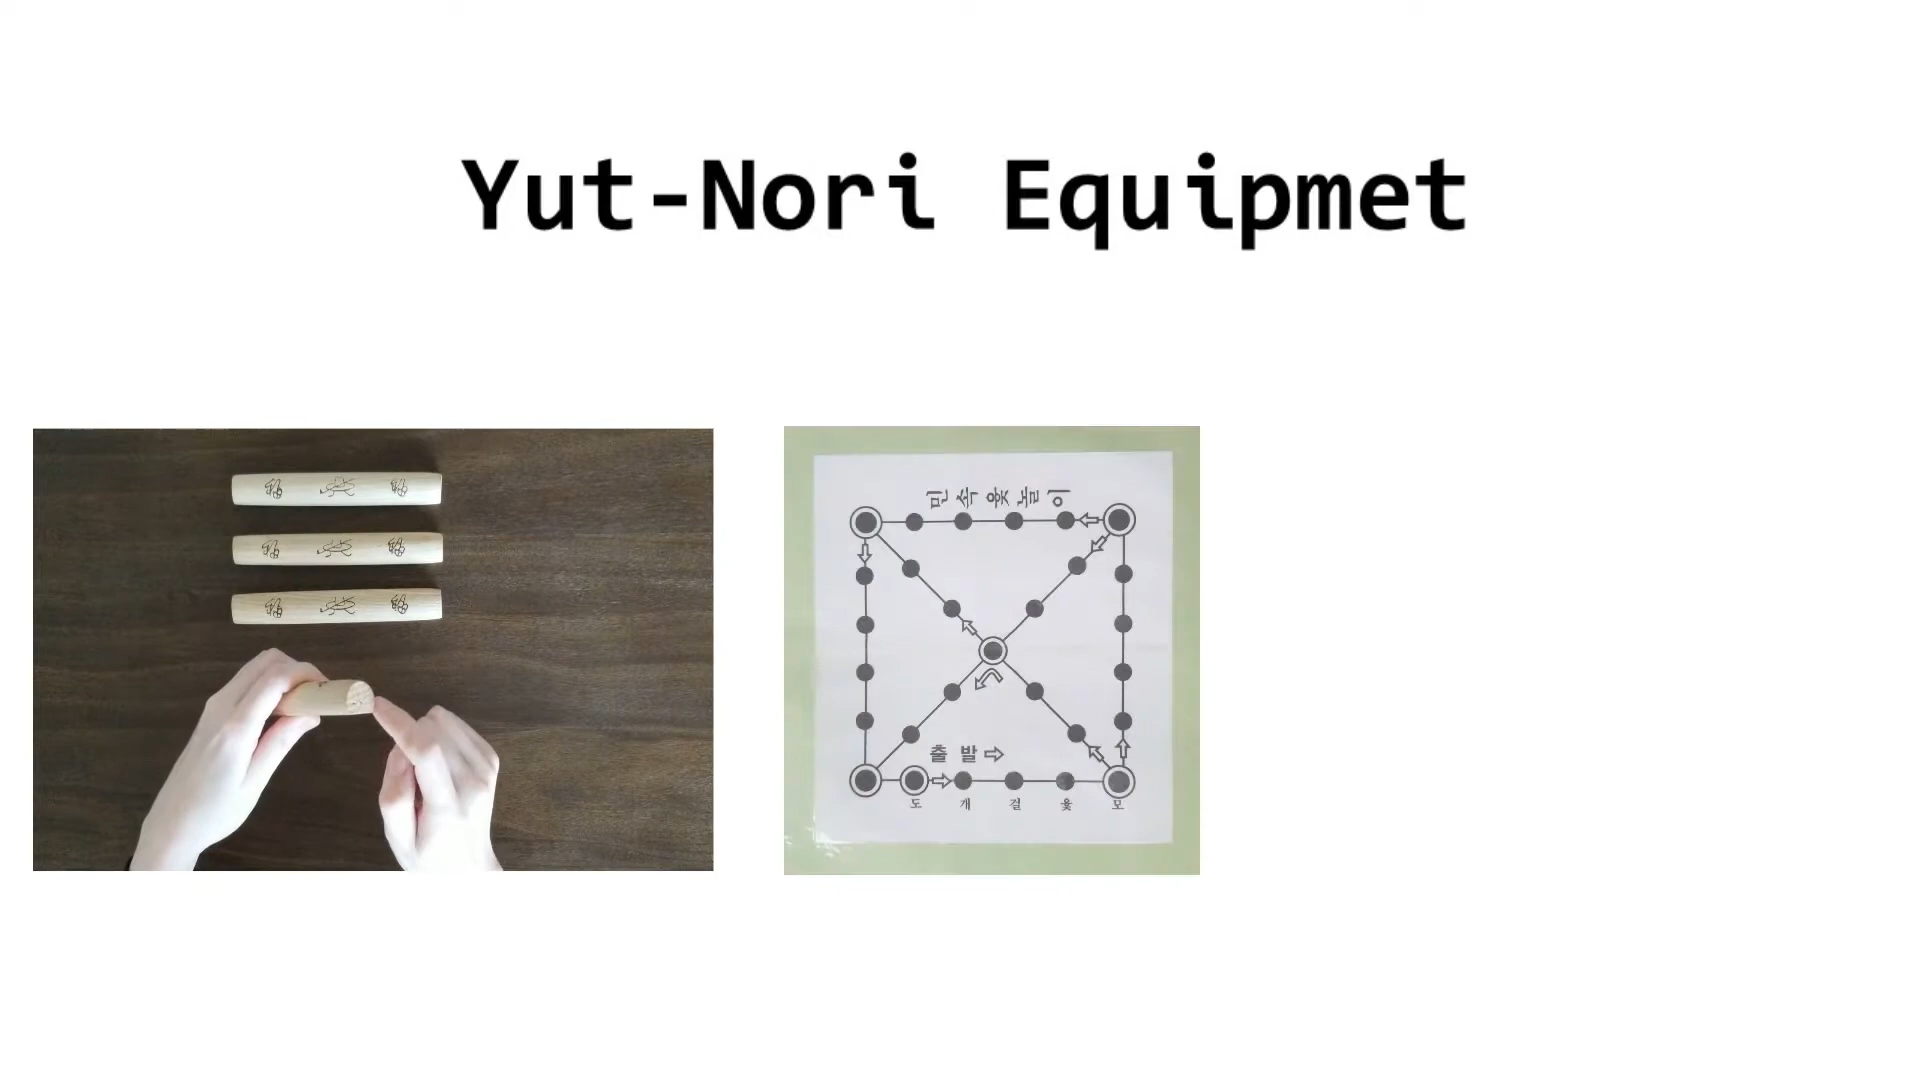 Yut-Nori Equipmet
민속윷놀이
출발
도 개 걸 윷 모